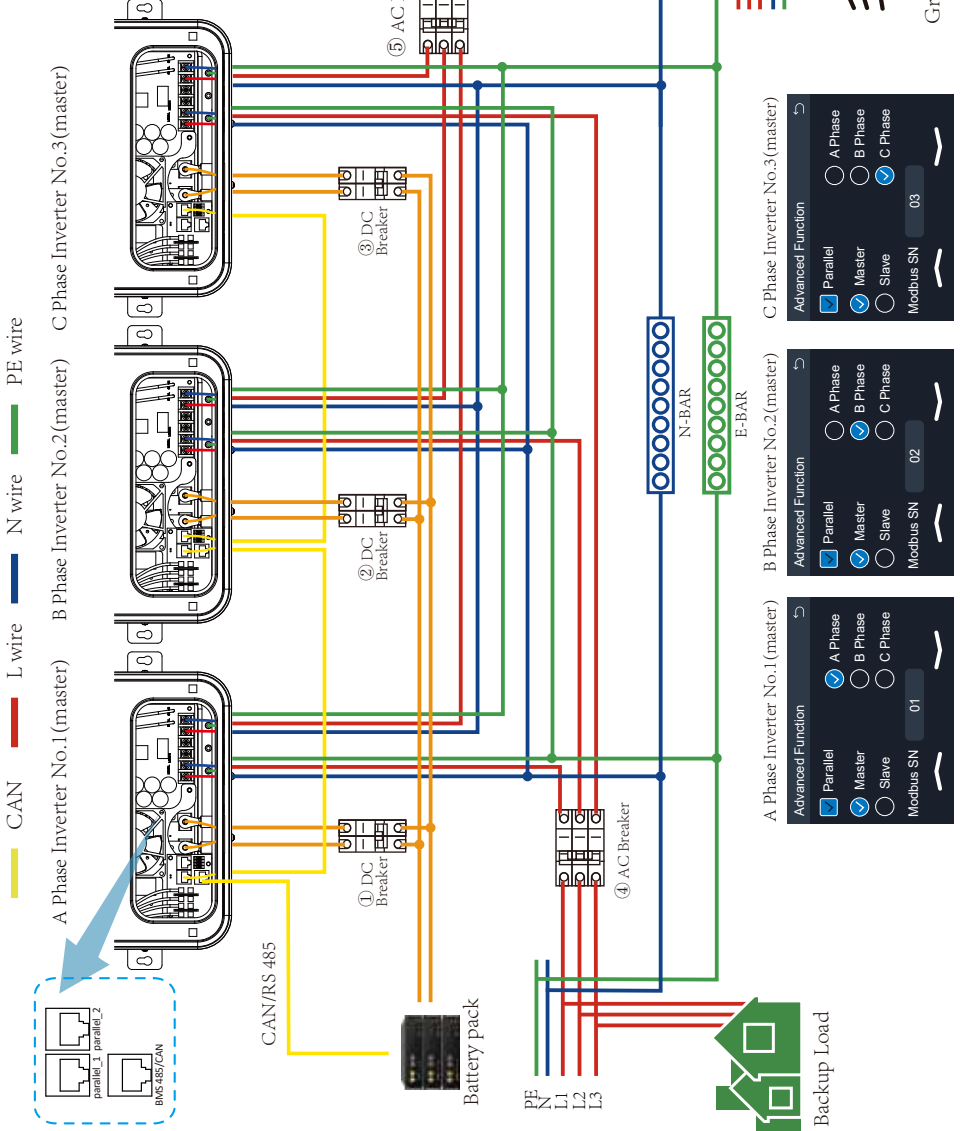 CAN
L wire
N wire
PE wire
A Phase Inverter No.1(master)
B Phase Inverter No.2(master)
C Phase Inverter No.3(master)
parallel_1
parallel_2
BMS 485/CAN
CAN/RS 485
Battery pack
① DC
Breaker
② DC
Breaker
③ DC
Breaker
④ AC Breaker
⑤ AC
PE
N
L1
L2
L3
N-BAR
E-BAR
Backup Load
A Phase Inverter No.1(master)
Advanced Function
Parallel
A Phase
Master
B Phase
Slave
C Phase
Modbus SN
01
B Phase Inverter No.2(master)
Advanced Function
Parallel
A Phase
Master
B Phase
Slave
C Phase
Modbus SN
02
C Phase Inverter No.3(master)
Advanced Function
Parallel
A Phase
Master
B Phase
Slave
C Phase
Modbus SN
03